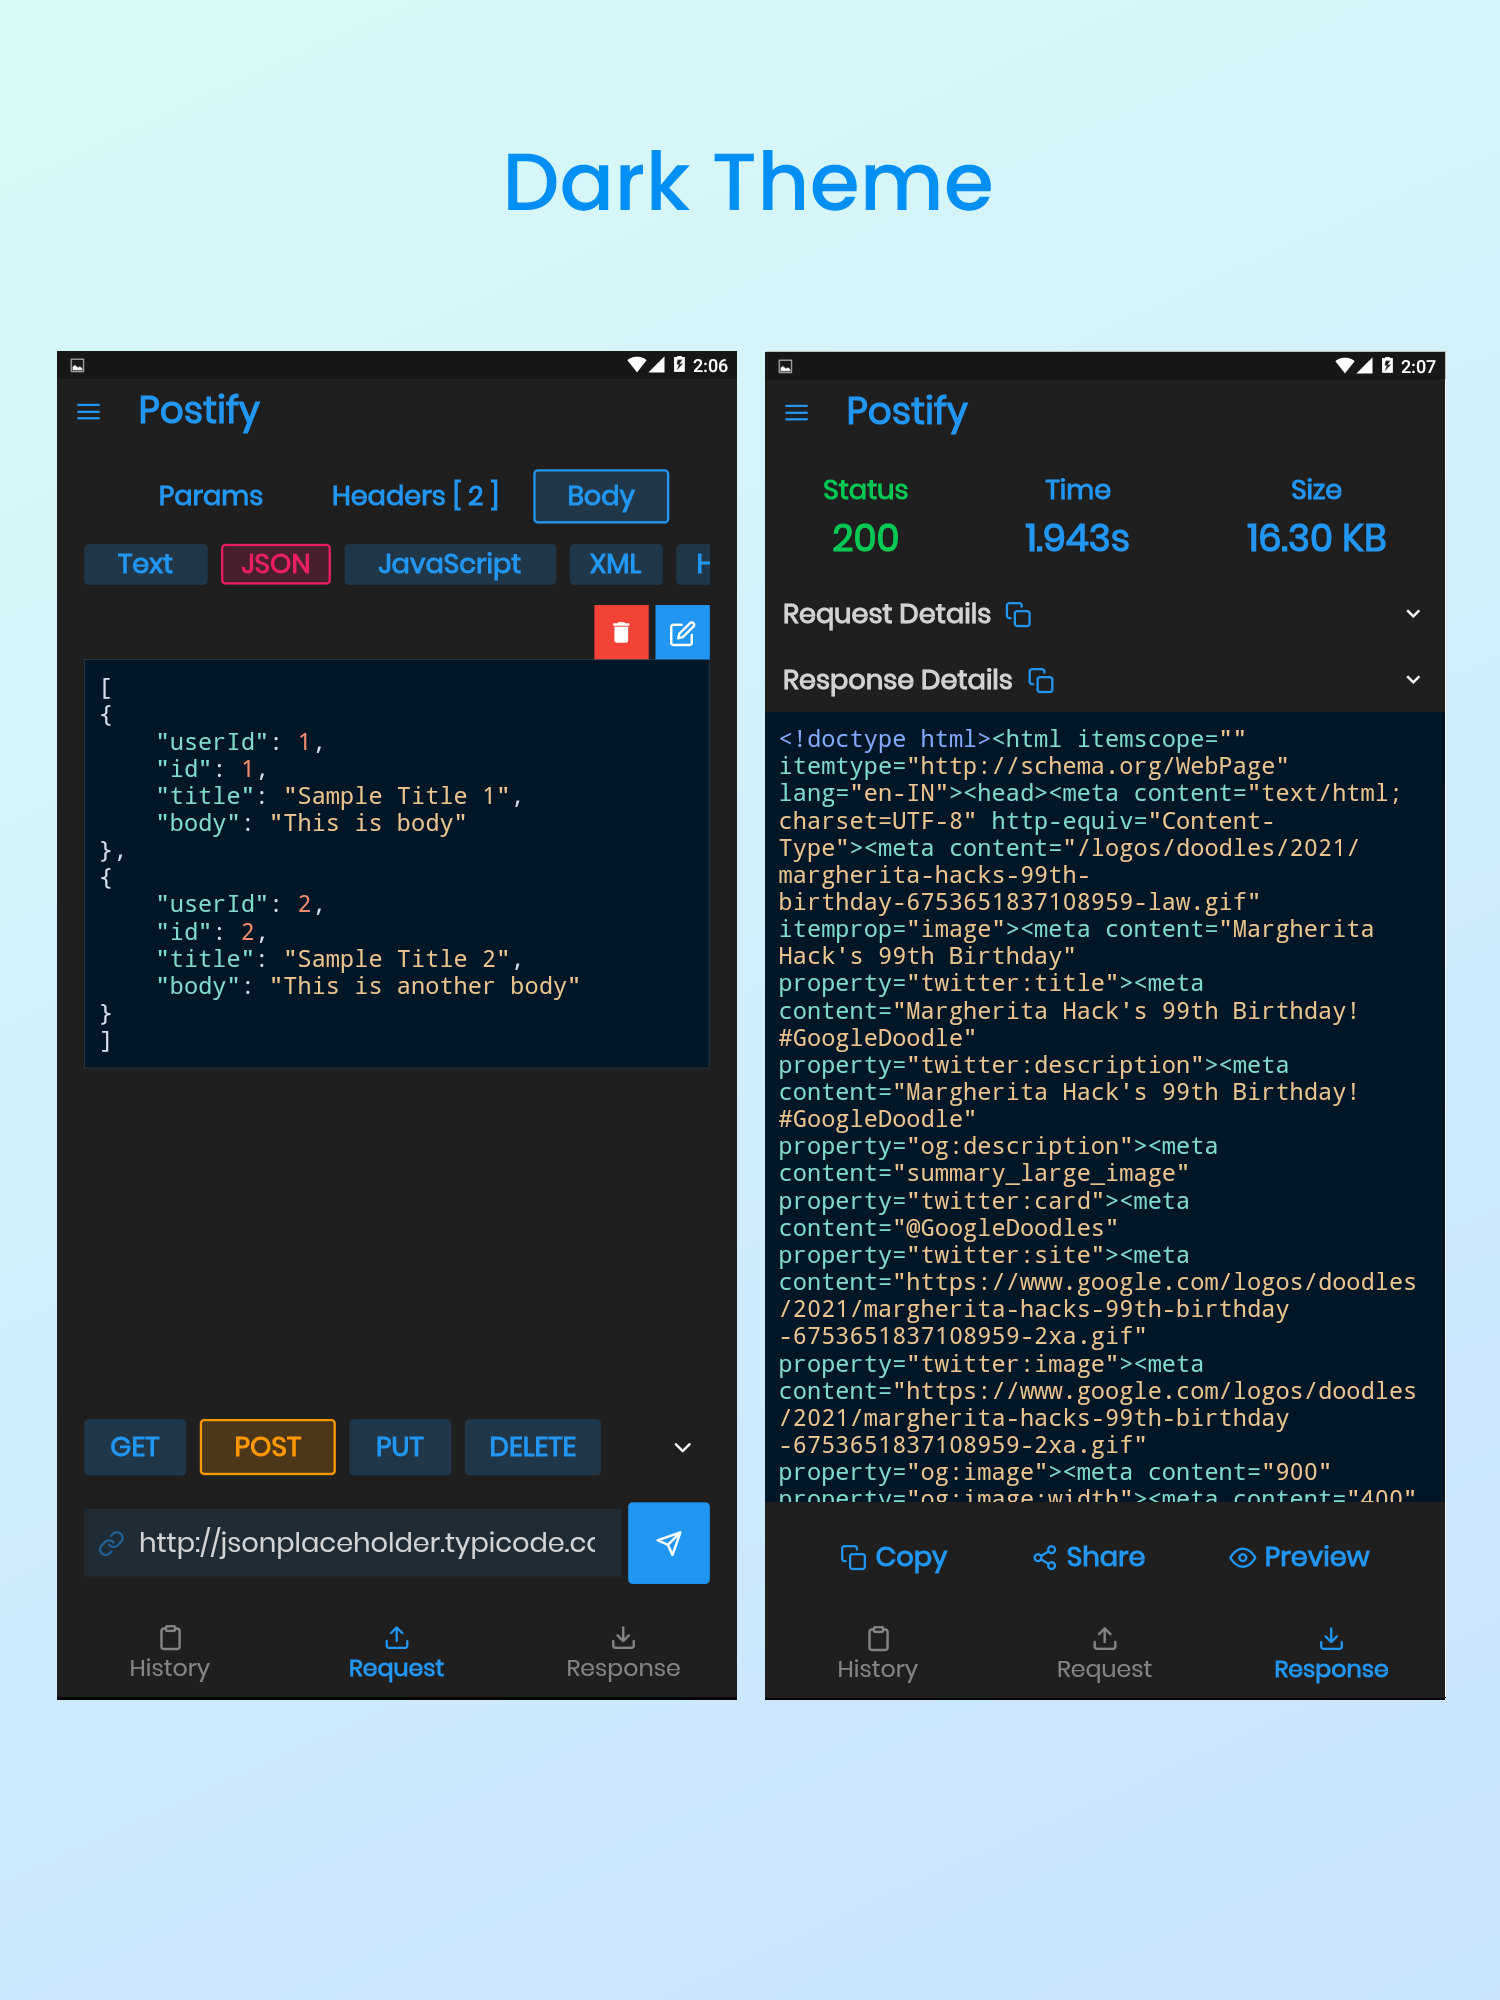 Dark Theme
2:06
Postify
Params Headers [ 2 ] Body
Text JSON JavaScript XML
[
{
"userId": 1,
"id": 1,
"title": "Sample Title 1",
"body": "This is body"
},
{
"userId": 2,
"id": 2,
"title": "Sample Title 2",
"body": "This is another body"
}
]
GET POST PUT DELETE
http://jsonplaceholder.typicode.co
History Request Response
2:07
Postify
Status Time Size
200 1.943s 16.30 KB
Request Details
Response Details
<!doctype html><html itemscope=""
itemtype="http://schema.org/WebPage"
lang="en-IN"><head><meta content="text/html;
charset=UTF-8" http-equiv="Content-
Type"><meta content="/logos/doodles/2021/
margherita-hacks-99th-
birthday-6753651837108959-law.gif"
itemprop="image"><meta content="Margherita
Hack's 99th Birthday"
property="twitter:title"><meta
content="Margherita Hack's 99th Birthday!
#GoogleDoodle"
property="twitter:description"><meta
content="Margherita Hack's 99th Birthday!
#GoogleDoodle"
property="og:description"><meta
content="summary_large_image"
property="twitter:card"><meta
content="@GoogleDoodles"
property="twitter:site"><meta
content="https://www.google.com/logos/doodles
/2021/margherita-hacks-99th-birthday
-6753651837108959-2xa.gif"
property="twitter:image"><meta
content="https://www.google.com/logos/doodles
/2021/margherita-hacks-99th-birthday
-6753651837108959-2xa.gif"
property="og:image"><meta content="900"
property="og:image:width"><meta content="400"
Copy Share Preview
History Request Response